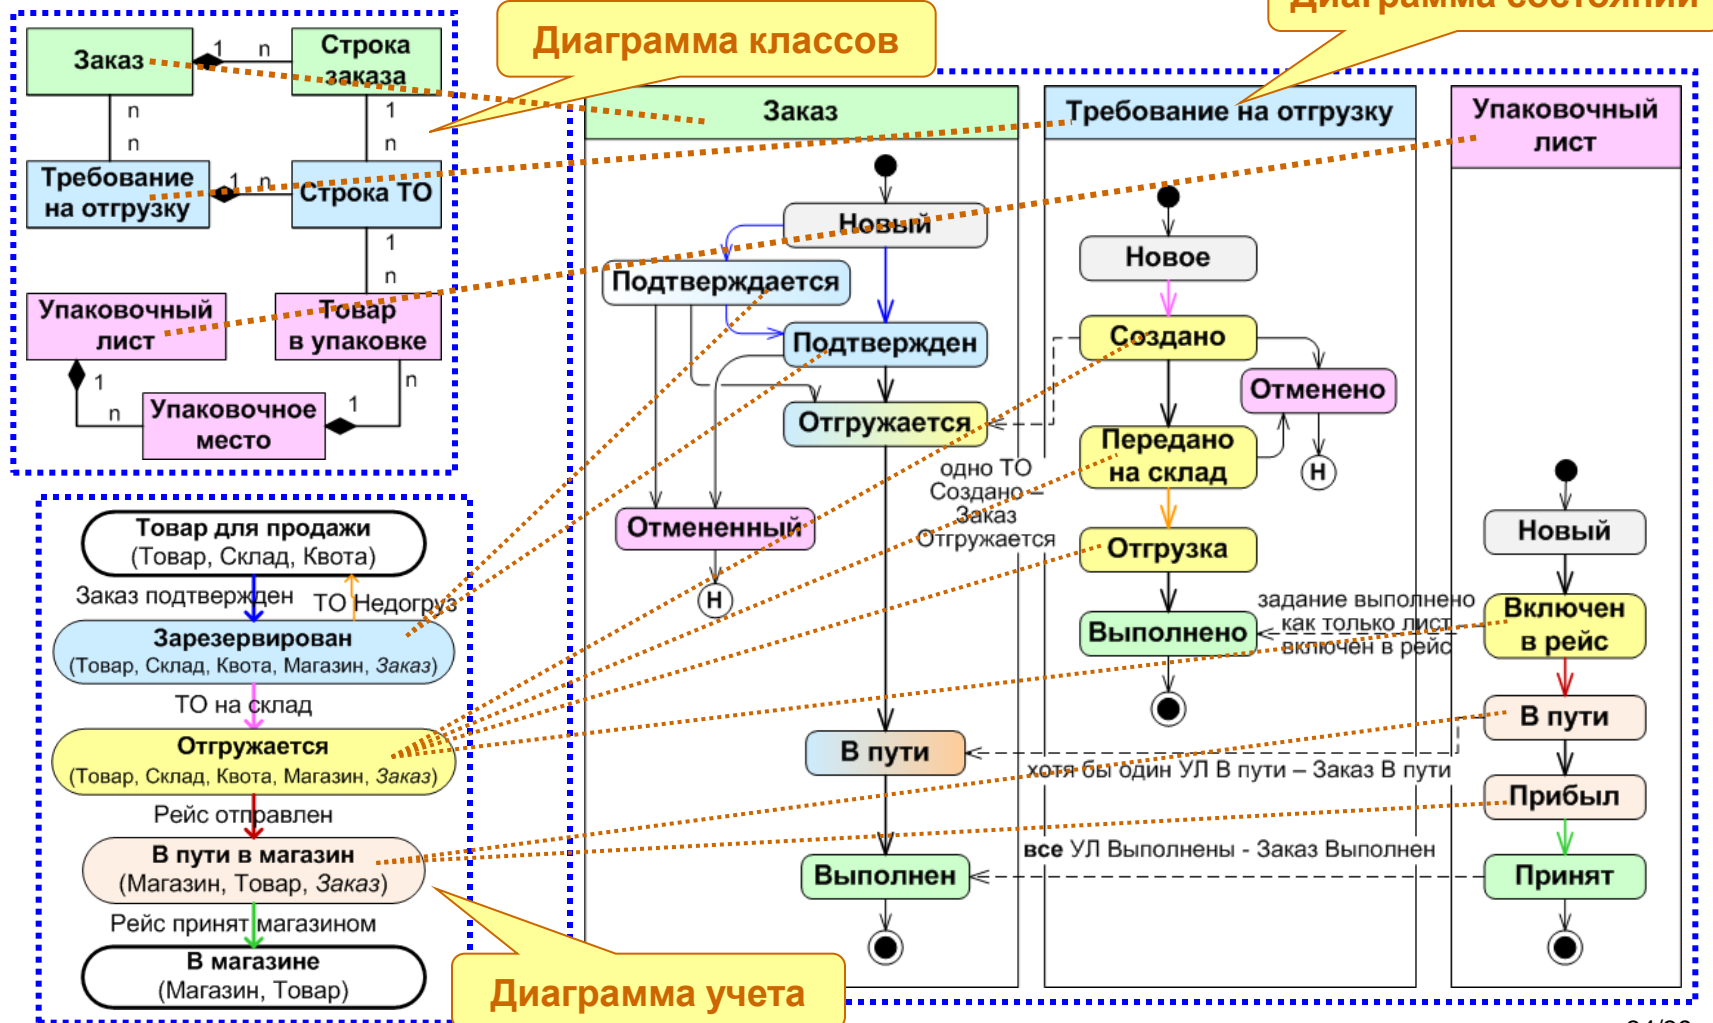 Диаграмма классов
Диаграмма состояний
Заказ
1
n
Строка
заказа
n
n
1
n
Требование
на отгрузку
1
n
Строка ТО
1
n
Упаковочный
лист
Товар
в упаковке
1
n
Упаковочное
место
1
n
Товар для продажи
(Товар, Склад, Квота)
Заказ подтвержден
ТО Недогруз
Зарезервирован
(Товар, Склад, Квота, Магазин, Заказ)
ТО на склад
Отгружается
(Товар, Склад, Квота, Магазин, Заказ)
Рейс отправлен
В пути в магазин
(Магазин, Товар, Заказ)
Рейс принят магазином
В магазине
(Магазин, Товар)
Диаграмма учета
Заказ
Новый
Подтверждается
Подтвержден
Отгружается
Отмененный
H
В пути
Выполнен
одно ТО
Создано –
Заказ
Отгружается
Требование на отгрузку
Новое
Создано
Отменено
Передано
на склад
H
Отгрузка
Выполнено
задание выполнено
как только лист
включен в рейс
хотя бы один УЛ В пути – Заказ В пути
все УЛ Выполнены - Заказ Выполнен
Упаковочный
лист
Новый
Включен
в рейс
В пути
Прибыл
Принят